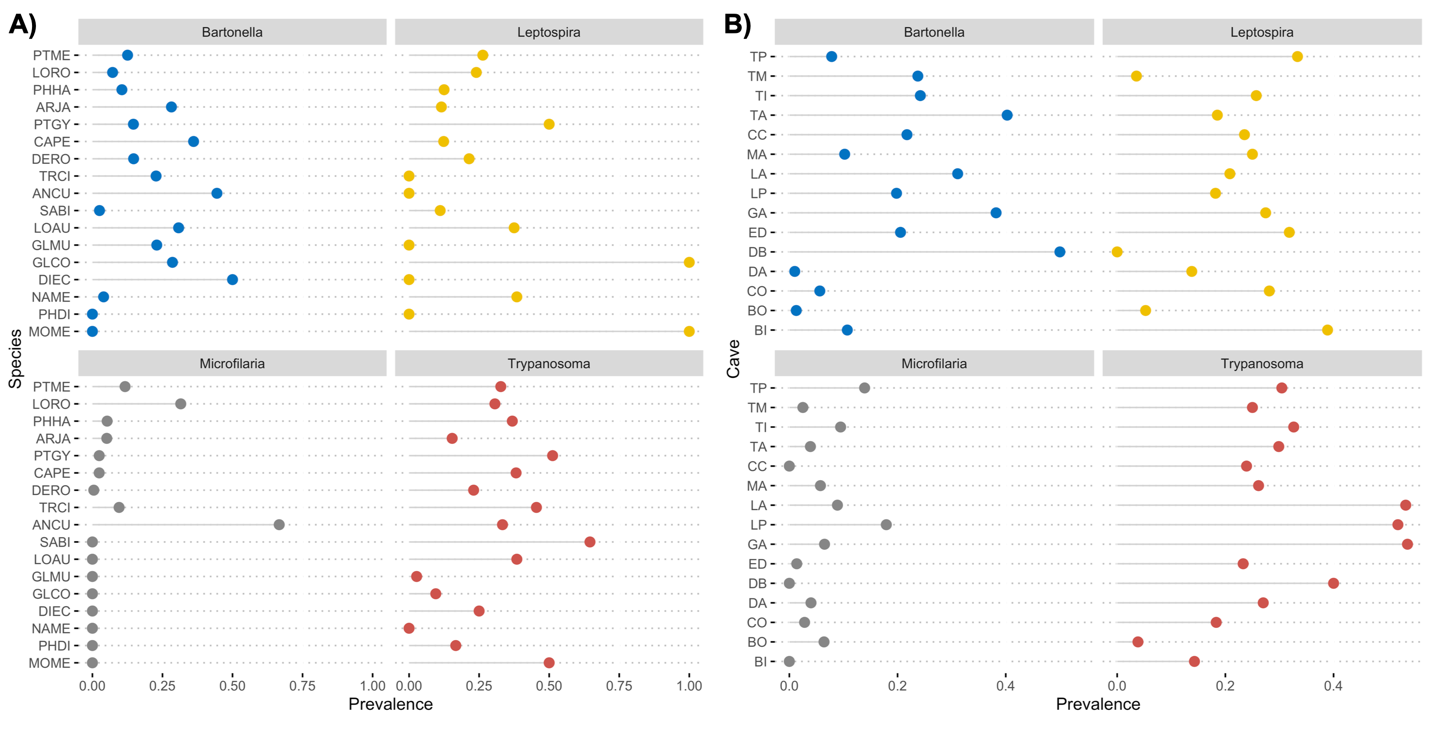 A)
Bartonella
Leptospira
PTME
LORO
PHHA
ARJA
PTGY
CAPE
DERO
TRCI
ANCU
SABI
LOAU
GLMU
GLCO
DIEC
NAME
PHDI
MOME
Species
Microfilaria
Trypanosoma
PTME
LORO
PHHA
ARJA
PTGY
CAPE
DERO
TRCI
ANCU
SABI
LOAU
GLMU
GLCO
DIEC
NAME
PHDI
MOME
0.00 0.25 0.50 0.75 1.00 0.00 0.25 0.50 0.75 1.00
Prevalence
B)
Bartonella
Leptospira
TP
TM
TI
TA
CC
MA
LA
LP
GA
ED
DB
DA
CO
BO
BI
Cave
Microfilaria
Trypanosoma
TP
TM
TI
TA
CC
MA
LA
LP
GA
ED
DB
DA
CO
BO
BI
0.0 0.2 0.4 0.0 0.2 0.4
Prevalence